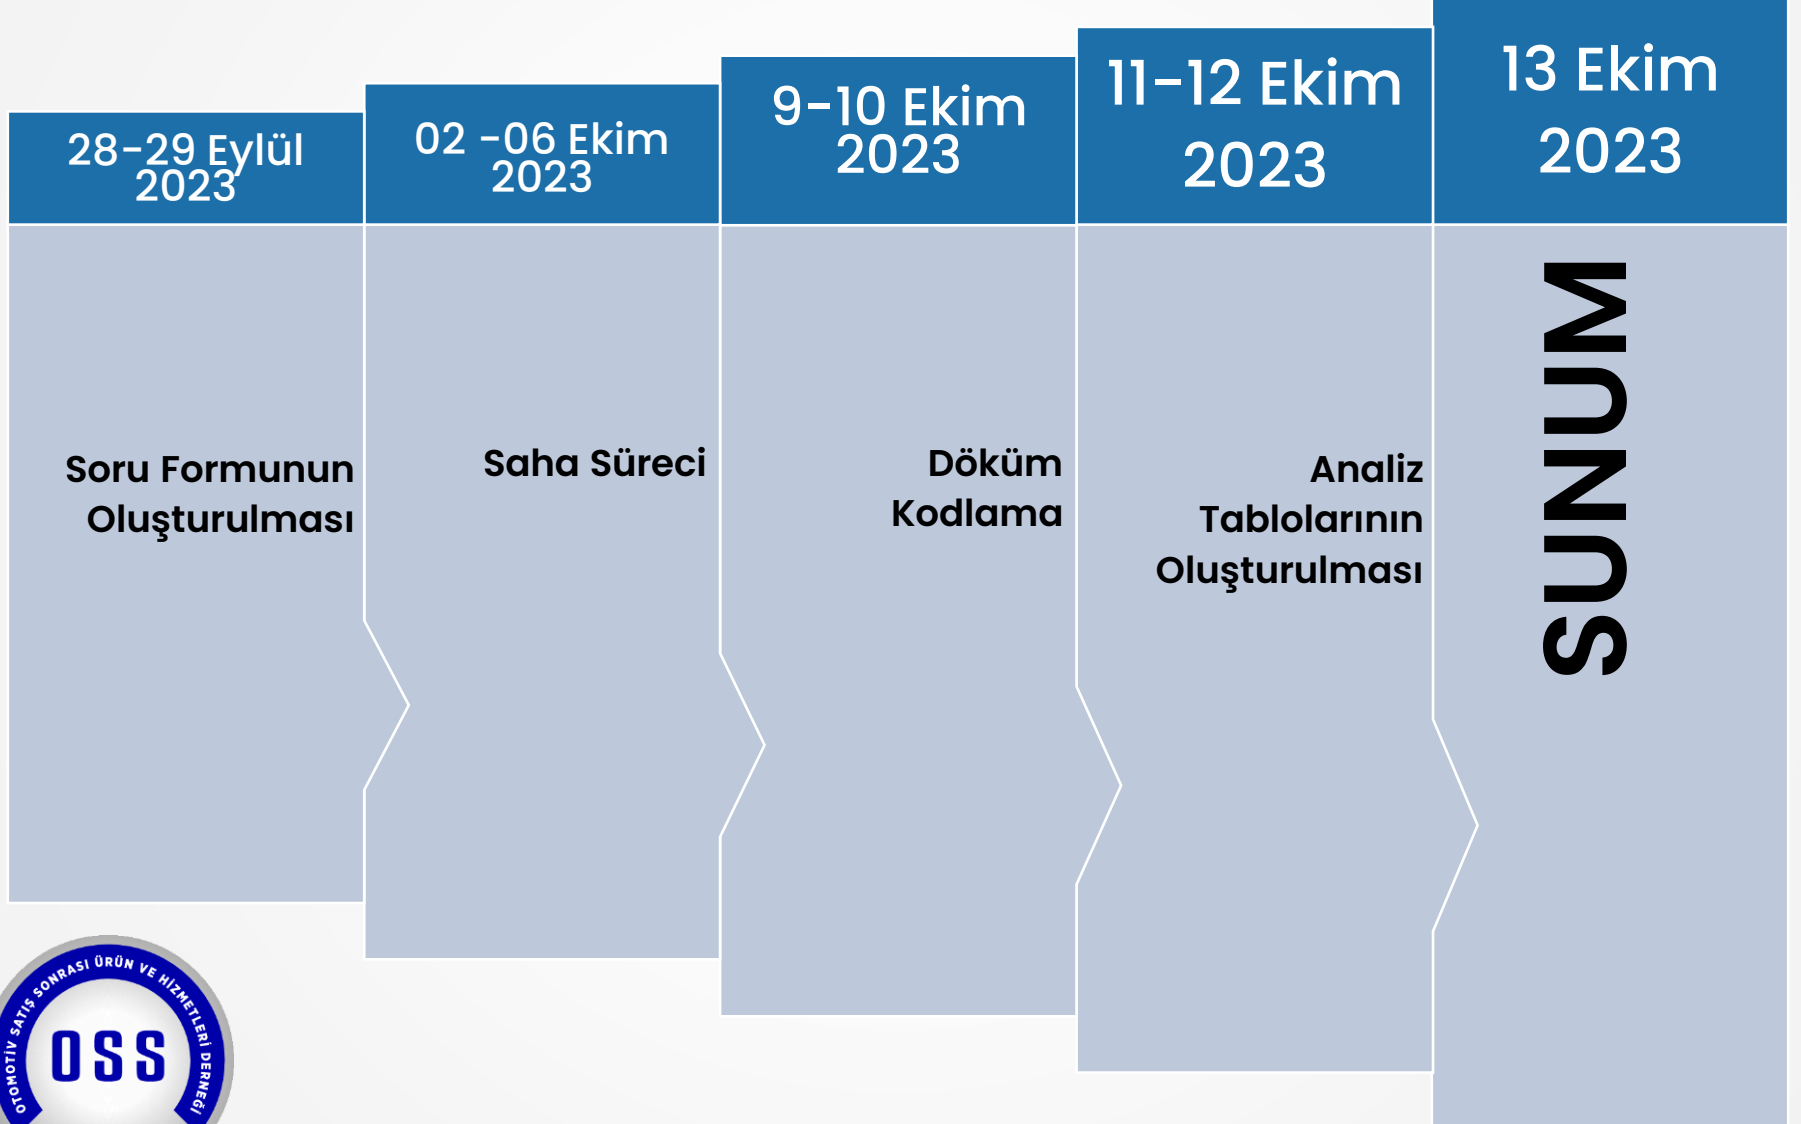 28-29 Eylül
2023
Soru Formunun
Oluşturulması
02 -06 Ekim
2023
Saha Süreci
9-10 Ekim
2023
Döküm
Kodlama
11-12 Ekim
2023
Analiz
Tablolarının
Oluşturulması
13 Ekim
2023
SUNUM
OTOMOTİV SATIŞ SONRASI ÜRÜN VE HİZMETLERİ DERNEĞİ
OSS